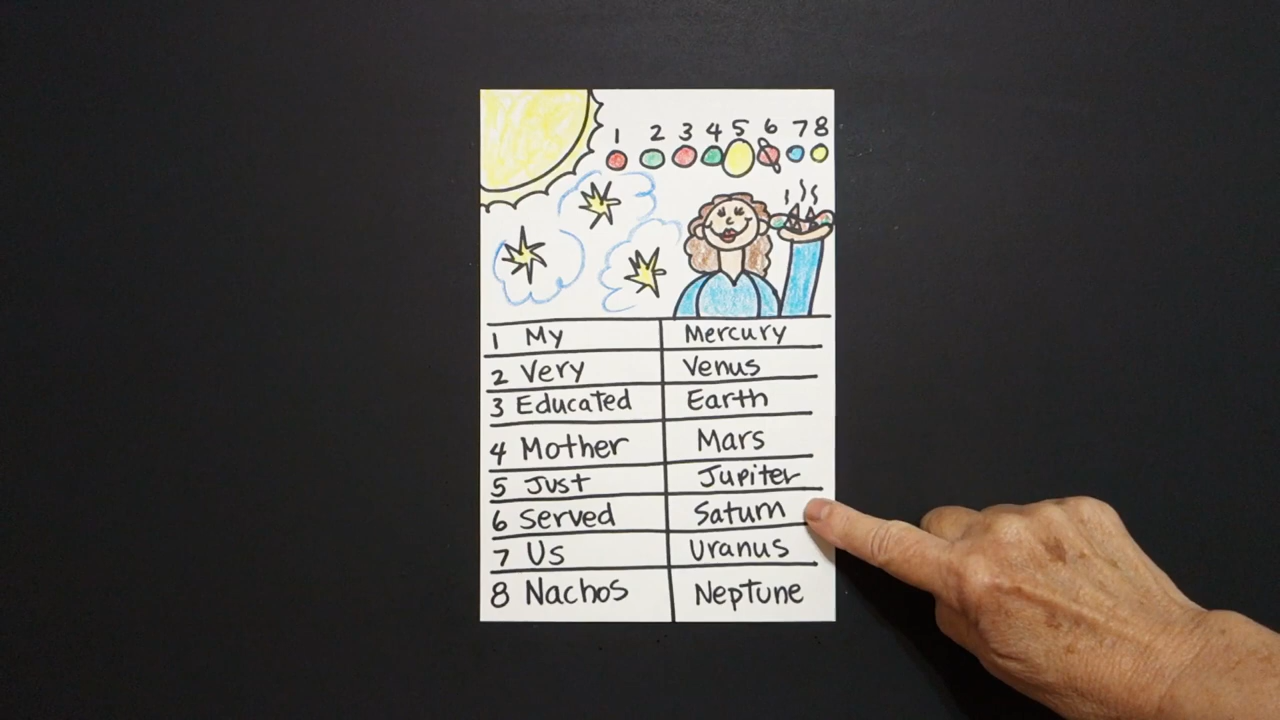 1 2 3 4 5 6 7 8
1 My Mercury
2 Very Venus
3 Educated Earth
4 Mother Mars
5 Just Jupiter
6 Served Saturn
7 Us Uranus
8 Nachos Neptune